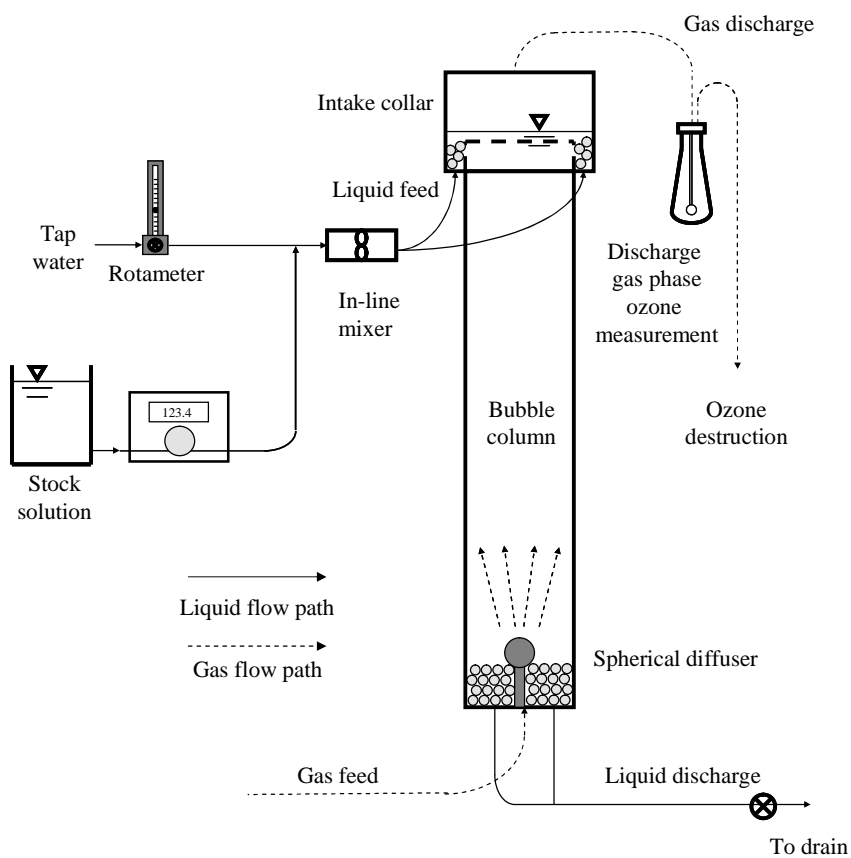 Gas discharge
Intake collar
Liquid feed
Tap
water
Rotameter
In-line
mixer
Discharge
gas phase
ozone
measurement
123.4
Bubble
column
Ozone
destruction
Stock
solution
Liquid flow path
Gas flow path
Spherical diffuser
Gas feed
Liquid discharge
To drain